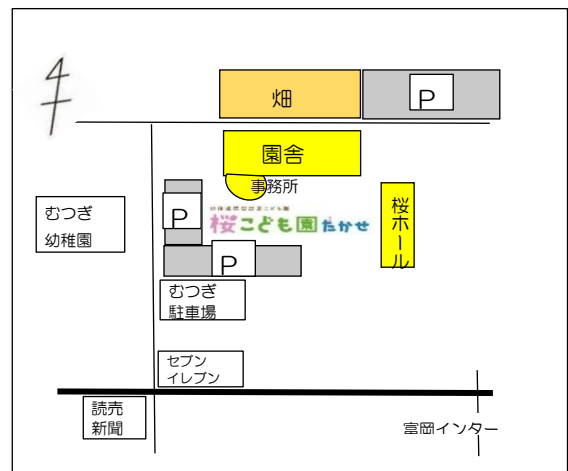 畑
P
園舎
事務所
むつぎ
幼稚園
P
桜こども園たかせ
桜ホール
P
むつぎ
駐車場
セブン
イレブン
読売
新聞
富岡インター